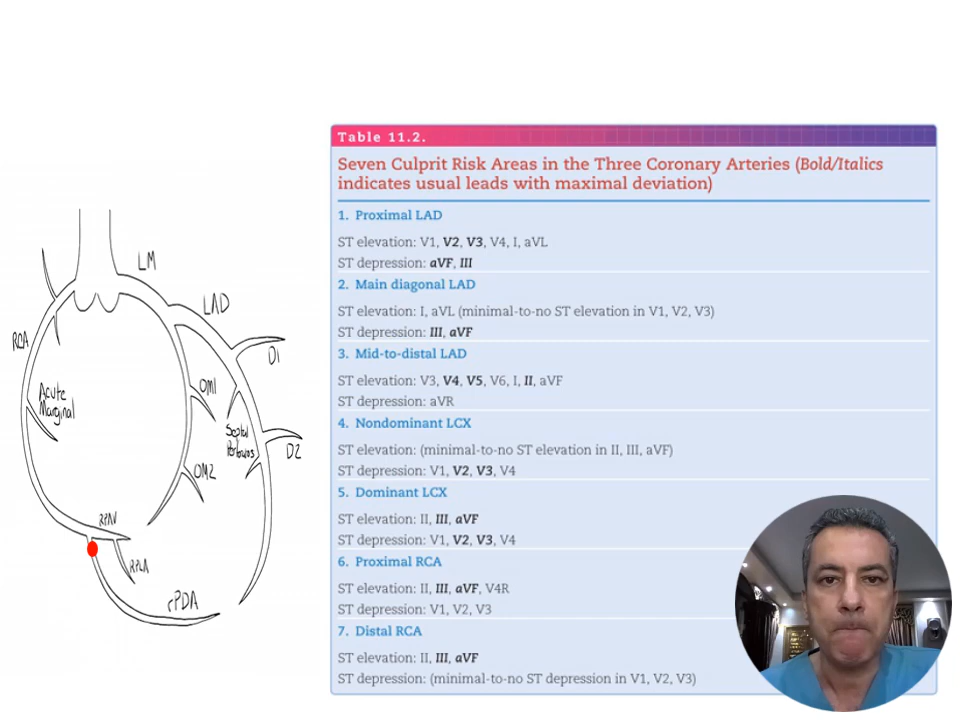 LM
LAD
RCA
D1
Acute
Marginal
OM1
Septal
D2
OM2
RPAV
RPLA
rPDA
Table 11.2.
Seven Culprit Risk Areas in the Three Coronary Arteries (Bold/Italics
indicates usual leads with maximal deviation)
1. Proximal LAD
ST elevation: V1, V2, V3, V4, I, aVL
ST depression: aVF, III
2. Main diagonal LAD
ST elevation: I, aVL (minimal-to-no ST elevation in V1, V2, V3)
ST depression: III, aVF
3. Mid-to-distal LAD
ST elevation: V3, V4, V5, V6, I, II, aVF
ST depression: aVR
4. Nondominant LCX
ST elevation: (minimal-to-no ST elevation in II, III, aVF)
ST depression: V1, V2, V3, V4
5. Dominant LCX
ST elevation: II, III, aVF
ST depression: V1, V2, V3, V4
6. Proximal RCA
ST elevation: II, III, aVF, V4R
ST depression: V1, V2, V3
7. Distal RCA
ST elevation: II, III, aVF
ST depression: (minimal-to-no ST depression in V1, V2, V3)